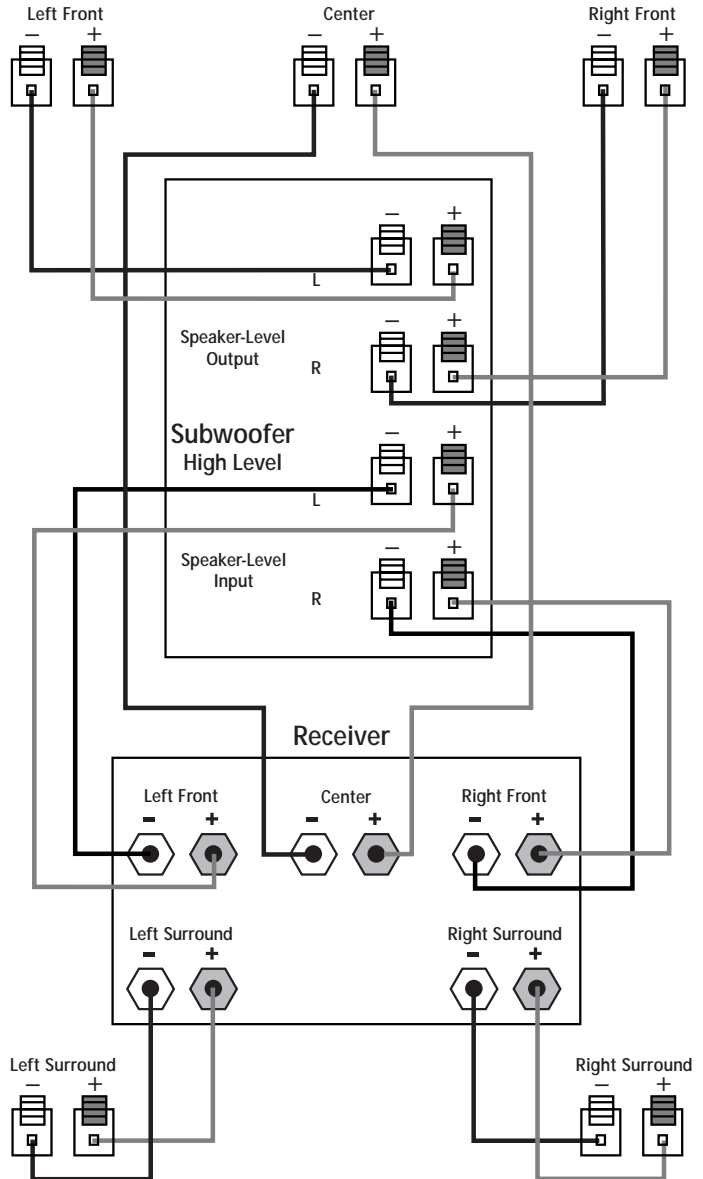 Left Front
Center
Right Front
– +
– +
– +
– +
L
– +
Speaker-Level
Output
R
Subwoofer
High Level
– +
L
– +
Speaker-Level
Input
R
Receiver
Left Front
Center
Right Front
- +
- +
- +
Left Surround
Right Surround
- +
- +
Left Surround
Right Surround
– +
– +